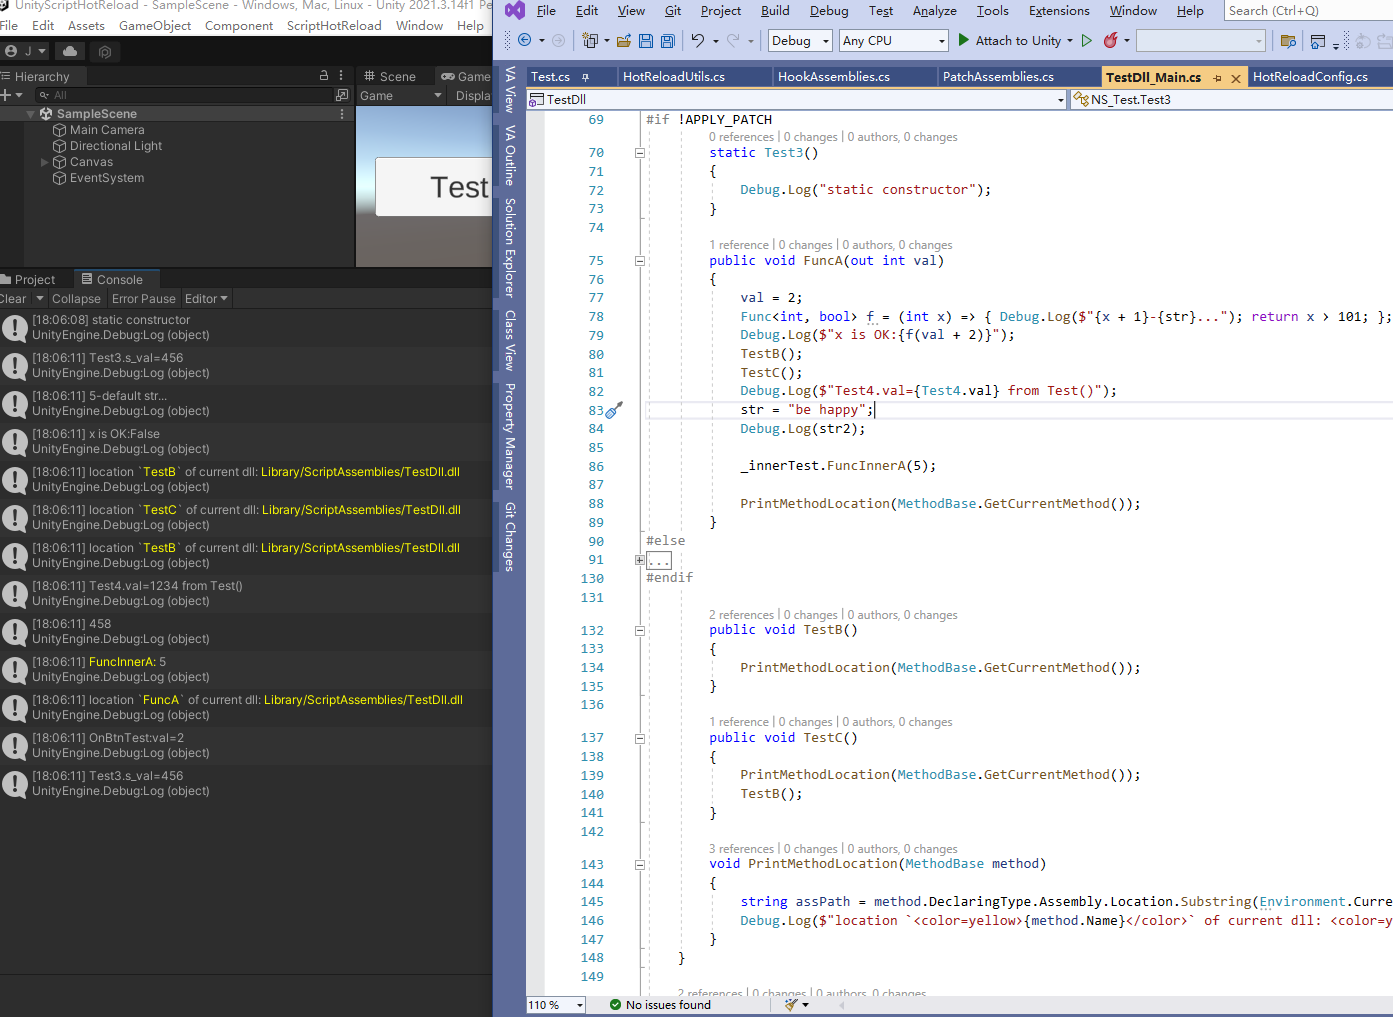 UnityScriptHotReload - SampleScene - Windows, Mac, Linux - Unity 2021.3.14f1 Pe
File Edit Assets GameObject Component ScriptHotReload Window Help
J
Hierarchy
All
SampleScene
Main Camera
Directional Light
Canvas
EventSystem
Scene
Game
Game
Displa
Test
Project
Console
Clear
Collapse
Error Pause
Editor
[18:06:08] static constructor
UnityEngine.Debug:Log (object)
[18:06:11] Test3.s_val=456
UnityEngine.Debug:Log (object)
[18:06:11] 5-default str...
UnityEngine.Debug:Log (object)
[18:06:11] x is OK:False
UnityEngine.Debug:Log (object)
[18:06:11] location `TestB` of current dll: Library/ScriptAssemblies/TestDll.dll
UnityEngine.Debug:Log (object)
[18:06:11] location `TestC` of current dll: Library/ScriptAssemblies/TestDll.dll
UnityEngine.Debug:Log (object)
[18:06:11] location `TestB` of current dll: Library/ScriptAssemblies/TestDll.dll
UnityEngine.Debug:Log (object)
[18:06:11] Test4.val=1234 from Test()
UnityEngine.Debug:Log (object)
[18:06:11] 458
UnityEngine.Debug:Log (object)
[18:06:11] FuncInnerA: 5
UnityEngine.Debug:Log (object)
[18:06:11] location `FuncA` of current dll: Library/ScriptAssemblies/TestDll.dll
UnityEngine.Debug:Log (object)
[18:06:11] OnBtnTest:val=2
UnityEngine.Debug:Log (object)
[18:06:11] Test3.s_val=456
UnityEngine.Debug:Log (object)
File Edit View Git Project Build Debug Test Analyze Tools Extensions Window Help Search (Ctrl+Q)
Debug Any CPU Attach to Unity
VA View
VA Outline
Solution Explorer
Class View
Property Manager
Git Changes
Test.cs HotReloadUtils.cs HookAssemblies.cs PatchAssemblies.cs TestDll_Main.cs HotReloadConfig.cs
TestDll NS_Test.Test3
69 #if !APPLY_PATCH
0 references | 0 changes | 0 authors, 0 changes
70 static Test3()
71 {
72 Debug.Log("static constructor");
73 }
74
1 reference | 0 changes | 0 authors, 0 changes
75 public void FuncA(out int val)
76 {
77 val = 2;
78 Func<int, bool> f = (int x) => { Debug.Log($"{x + 1}-{str}..."); return x > 101; };
79 Debug.Log($"x is OK:{f(val + 2)}");
80 TestB();
81 TestC();
82 Debug.Log($"Test4.val={Test4.val} from Test()");
83 str = "be happy";
84 Debug.Log(str2);
85
86 _innerTest.FuncInnerA(5);
87
88 PrintMethodLocation(MethodBase.GetCurrentMethod());
89 }
90 #else
91 ...
130 #endif
131
2 references | 0 changes | 0 authors, 0 changes
132 public void TestB()
133 {
134 PrintMethodLocation(MethodBase.GetCurrentMethod());
135 }
136
1 reference | 0 changes | 0 authors, 0 changes
137 public void TestC()
138 {
139 PrintMethodLocation(MethodBase.GetCurrentMethod());
140 TestB();
141 }
142
3 references | 0 changes | 0 authors, 0 changes
143 void PrintMethodLocation(MethodBase method)
144 {
145 string assPath = method.DeclaringType.Assembly.Location.Substring(Environment.Curre
146 Debug.Log($"location `<color=yellow>{method.Name}</color>` of current dll: <color=y
147 }
148 }
149
2 references | 0 changes | 0 authors, 0 changes
110 % No issues found